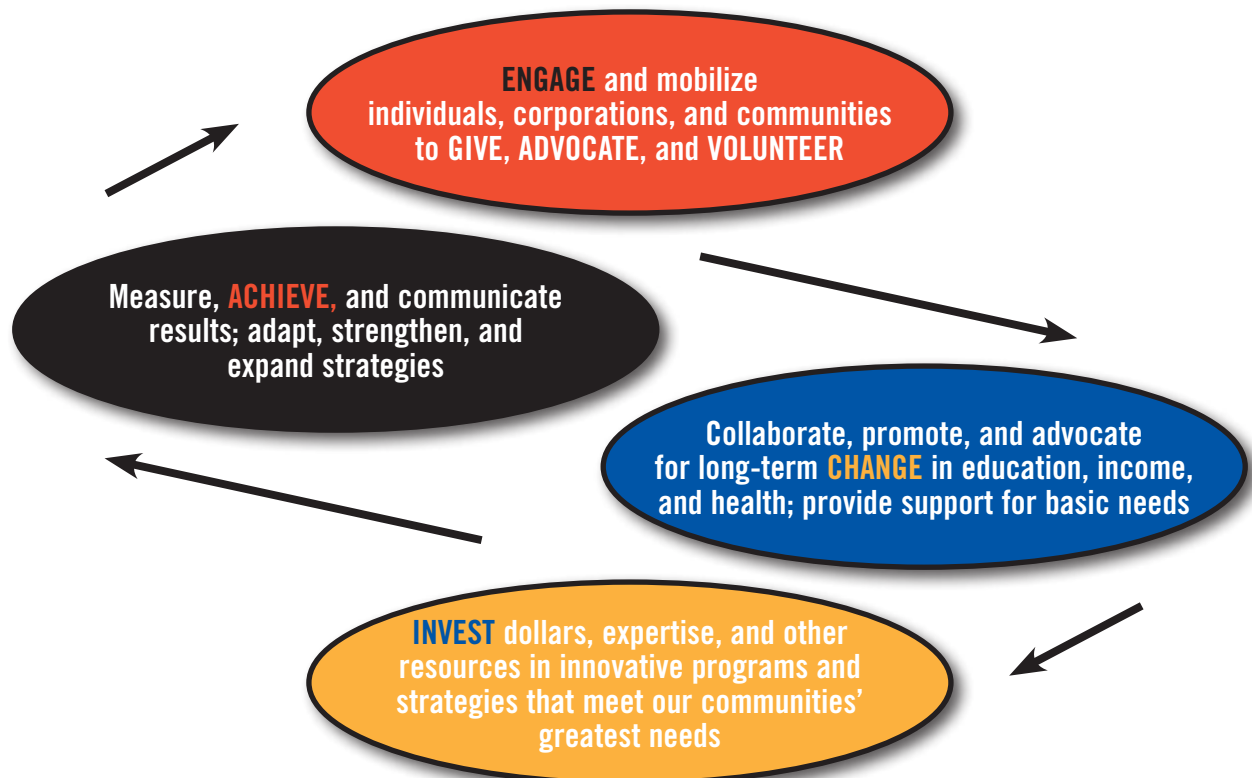 ENGAGE and mobilize
individuals, corporations, and communities
to GIVE, ADVOCATE, and VOLUNTEER
Measure, ACHIEVE, and communicate
results; adapt, strengthen, and
expand strategies
Collaborate, promote, and advocate
for long-term CHANGE in education, income,
and health; provide support for basic needs
INVEST dollars, expertise, and other
resources in innovative programs and
strategies that meet our communities’
greatest needs